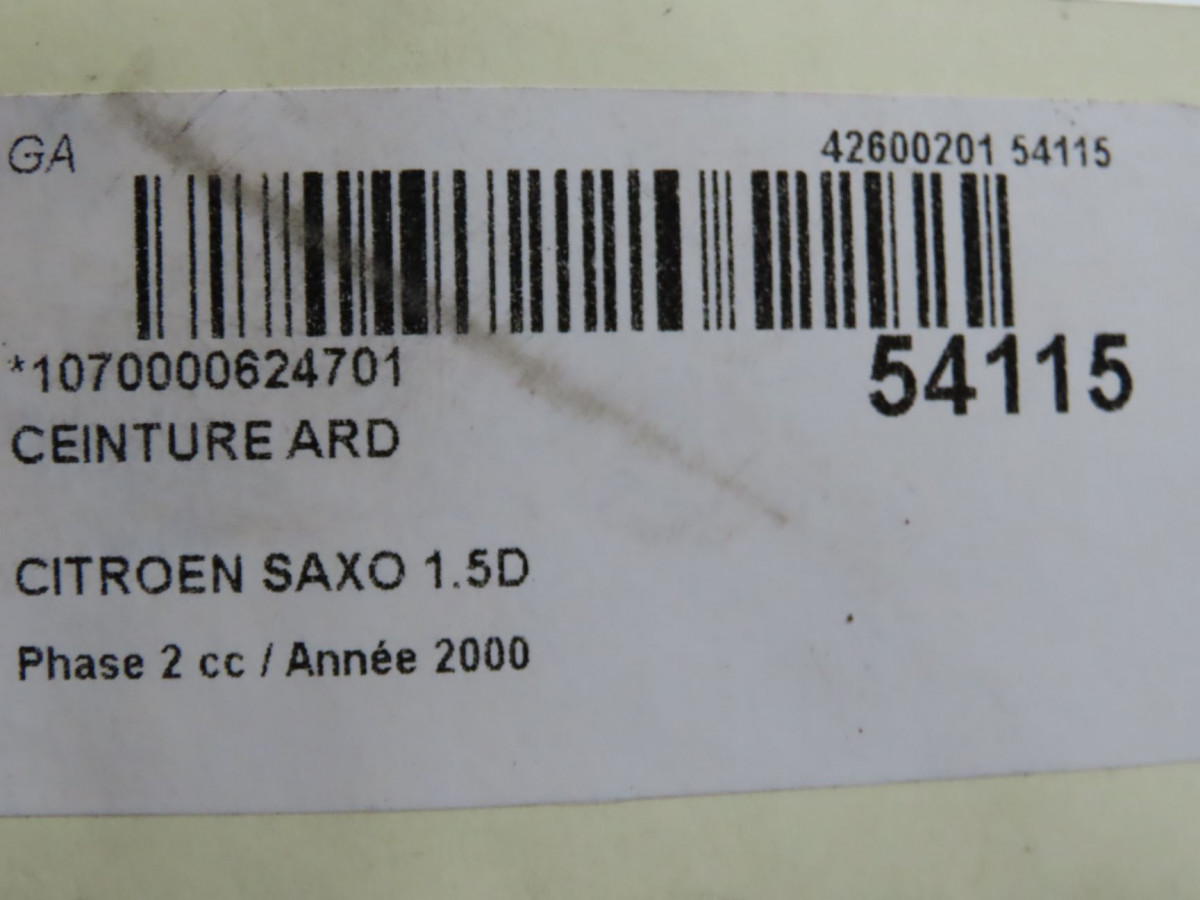 GA
42600201 54115
*1070000624701
54115
CEINTURE ARD
CITROEN SAXO 1.5D
Phase 2 cc / Année 2000